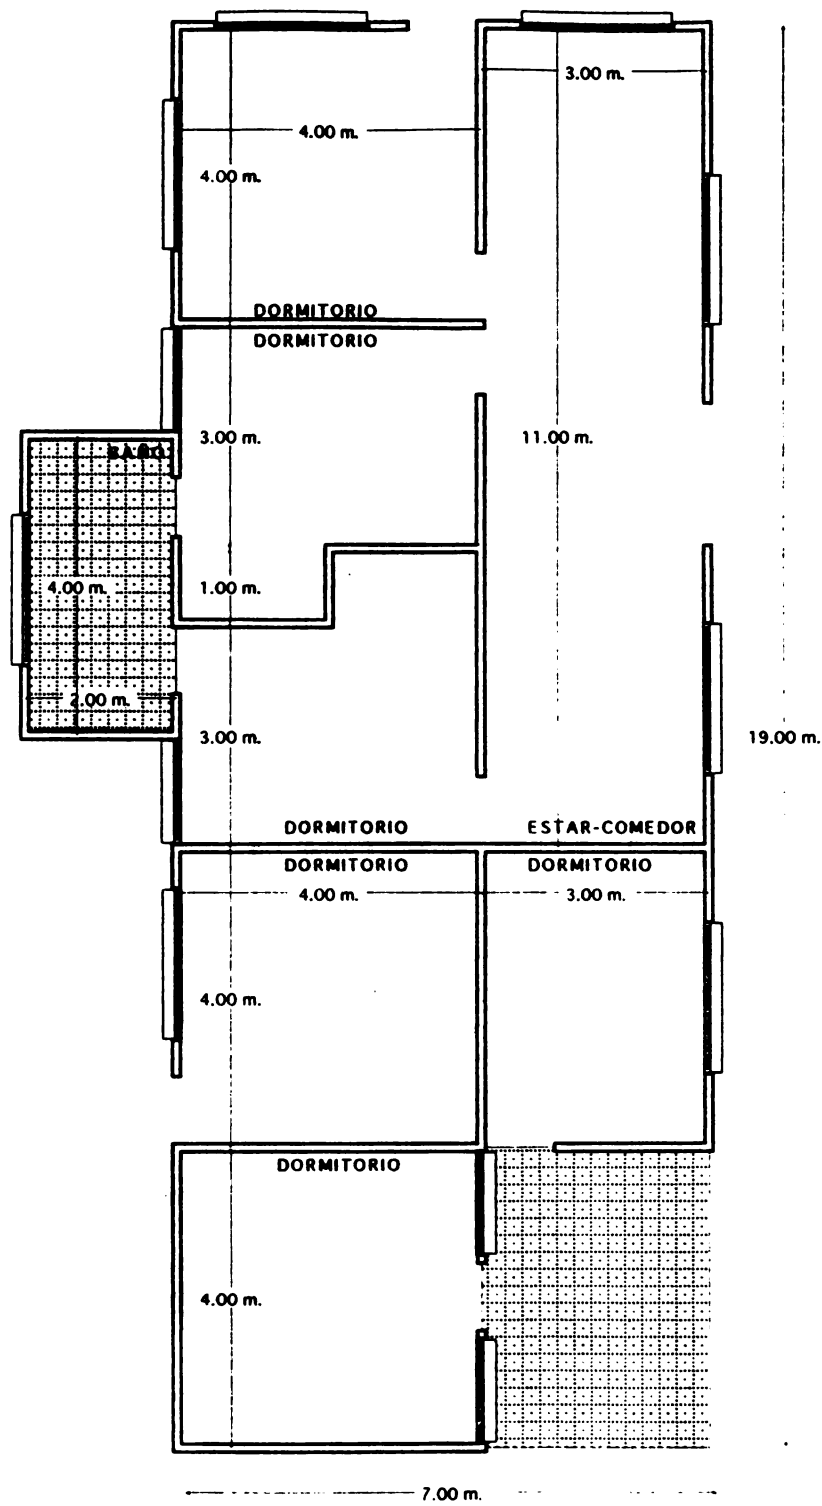 3.00 m.
4.00 m.
4.00 m.
DORMITORIO
DORMITORIO
3.00 m.
11.00 m.
BAÑO
4.00 m.
1.00 m.
2.00 m.
3.00 m.
19.00 m.
DORMITORIO
ESTAR-COMEDOR
DORMITORIO
DORMITORIO
4.00 m.
3.00 m.
4.00 m.
DORMITORIO
4.00 m.
7.00 m.